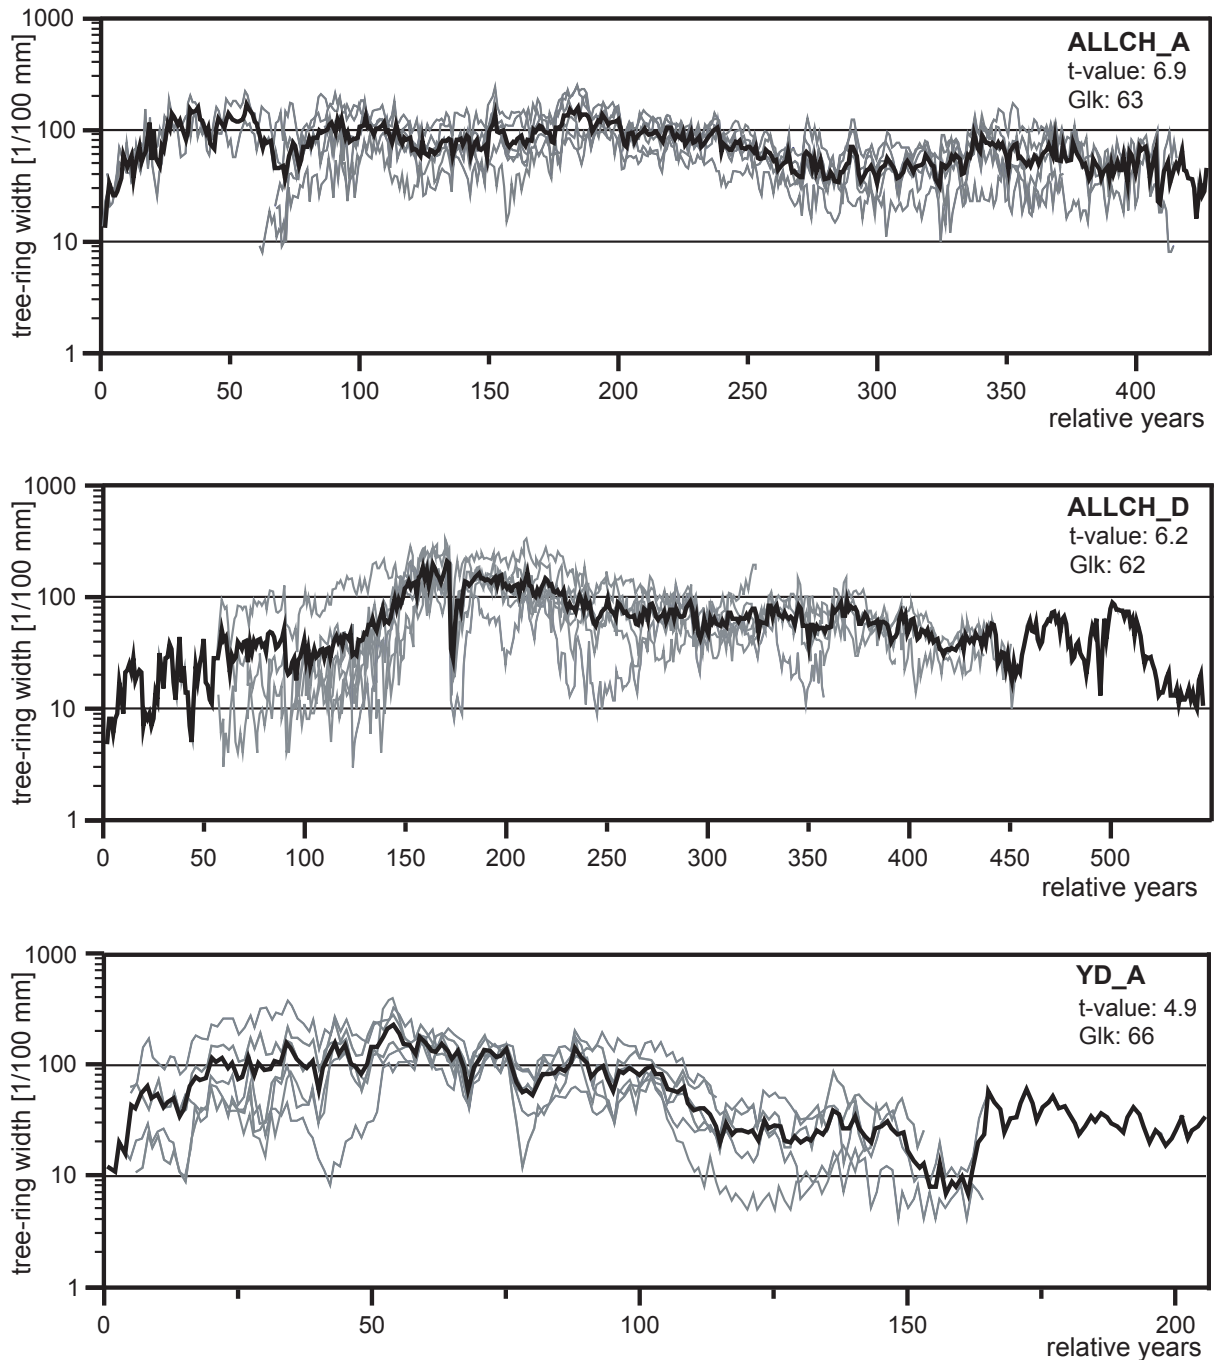 1000
100
10
1
tree-ring width [1/100 mm]
ALLCH_A
t-value: 6.9
Glk: 63
0 50 100 150 200 250 300 350 400
relative years
1000
100
10
1
tree-ring width [1/100 mm]
ALLCH_D
t-value: 6.2
Glk: 62
0 50 100 150 200 250 300 350 400 450 500
relative years
1000
100
10
1
tree-ring width [1/100 mm]
YD_A
t-value: 4.9
Glk: 66
0 50 100 150 200
relative years